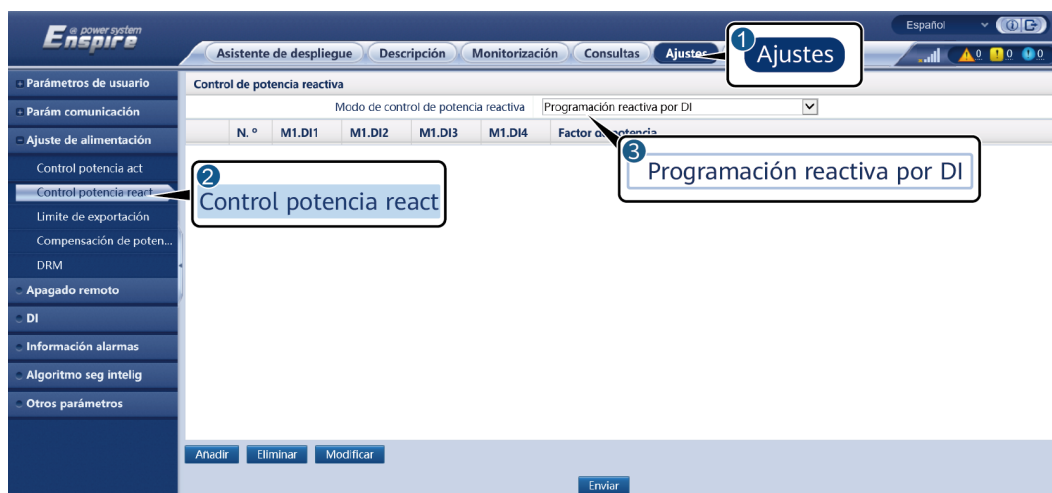 Enspire
@ power system
Español
Asistente de despliegue
Descripción
Monitorización
Consultas
Ajustes
1
Ajustes
0
0
0
Parámetros de usuario
Parám comunicación
Ajuste de alimentación
Control potencia act
Control potencia react
Limite de exportación
Compensación de poten...
DRM
Apagado remoto
DI
Información alarmas
Algoritmo seg intelig
Otros parámetros
Control de potencia reactiva
Modo de control de potencia reactiva
Programación reactiva por DI
N. º
M1.DI1
M1.DI2
M1.DI3
M1.DI4
Factor de potencia
2
Control potencia react
3
Programación reactiva por DI
Añadir
Eliminar
Modificar
Enviar